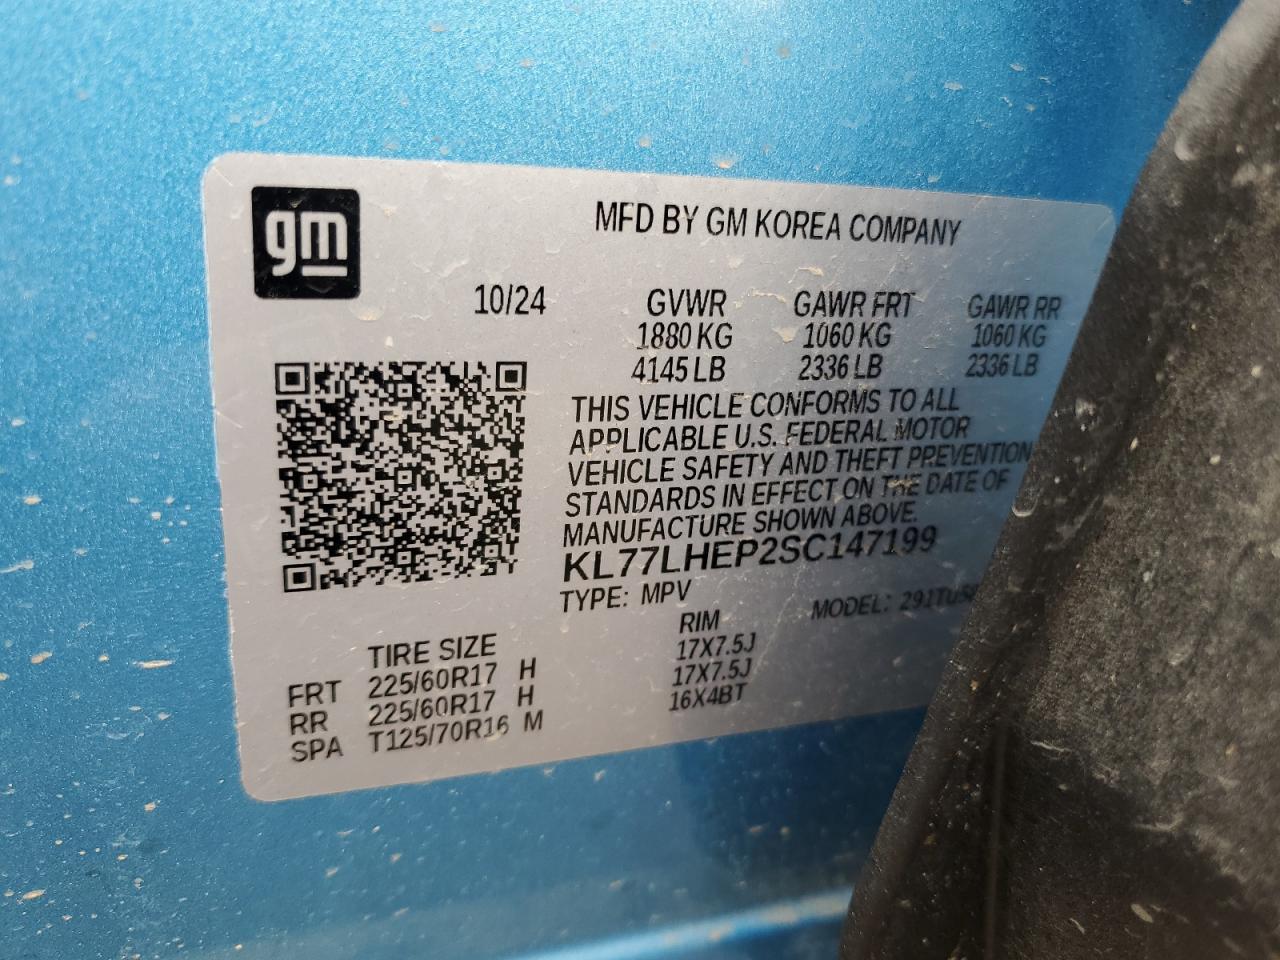 gm
MFD BY GM KOREA COMPANY
10/24 GVWR GAWR FRT GAWR RR
1880 KG 1060 KG 1060 KG
4145 LB 2336 LB 2336 LB
THIS VEHICLE CONFORMS TO ALL
APPLICABLE U.S. FEDERAL MOTOR
VEHICLE SAFETY AND THEFT PREVENTION
STANDARDS IN EFFECT ON THE DATE OF
MANUFACTURE SHOWN ABOVE.
KL77LHEP2SC147199
TYPE: MPV MODEL:
TIRE SIZE RIM
FRT 225/60R17 H 17X7.5J
RR 225/60R17 H 17X7.5J
SPA T125/70R16 M 16X4BT